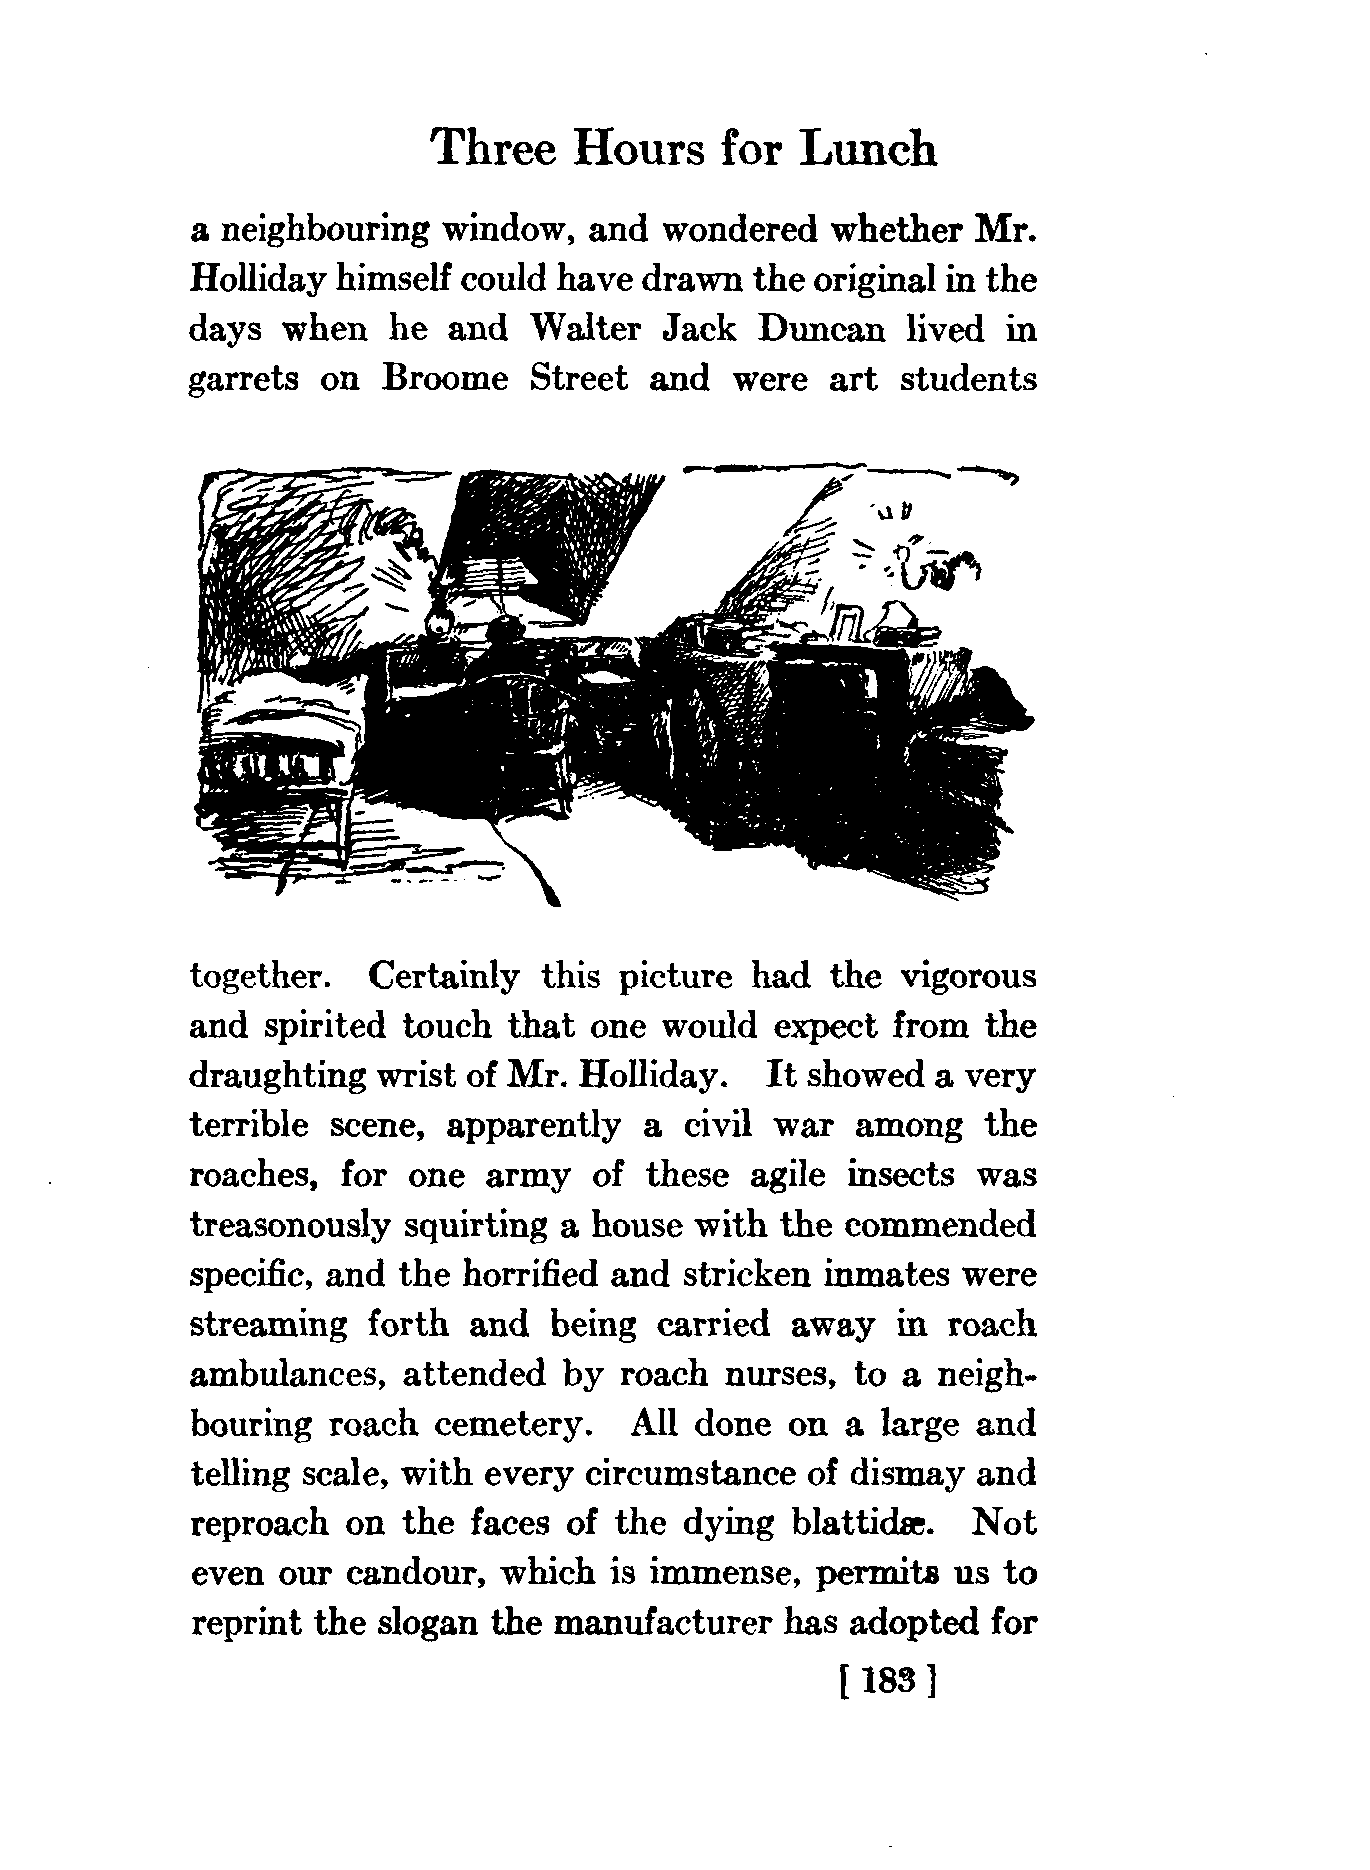 Three Hours for Lunch
a neighbouring window, and wondered whether Mr.
Holliday himself could have drawn the original in the
days when he and Walter Jack Duncan lived in
garrets on Broome Street and were art students
together. Certainly this picture had the vigorous
and spirited touch that one would expect from the
draughting wrist of Mr. Holliday. It showed a very
terrible scene, apparently a civil war among the
roaches, for one army of these agile insects was
treasonously squirting a house with the commended
specific, and the horrified and stricken inmates were
streaming forth and being carried away in roach
ambulances, attended by roach nurses, to a neigh-
bouring roach cemetery. All done on a large and
telling scale, with every circumstance of dismay and
reproach on the faces of the dying blattidæ. Not
even our candour, which is immense, permits us to
reprint the slogan the manufacturer has adopted for
[ 183 ]